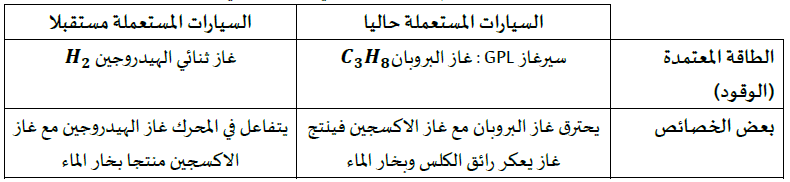 السيارات المستعملة حاليا	السيارات المستعملة مستقبلا
الطاقة المعتمدة	سيرغاز GPL : غاز البروبان C₃H₈	غاز ثنائي الهيدروجين H₂
(الوقود)
بعض الخصائص	يحترق غاز البروبان مع غاز الاكسجين فينتج	يتفاعل في المحرك غاز الهيدروجين مع غاز
غاز يعكر رائق الكلس وبخار الماء	الاكسجين منتجا بخار الماء